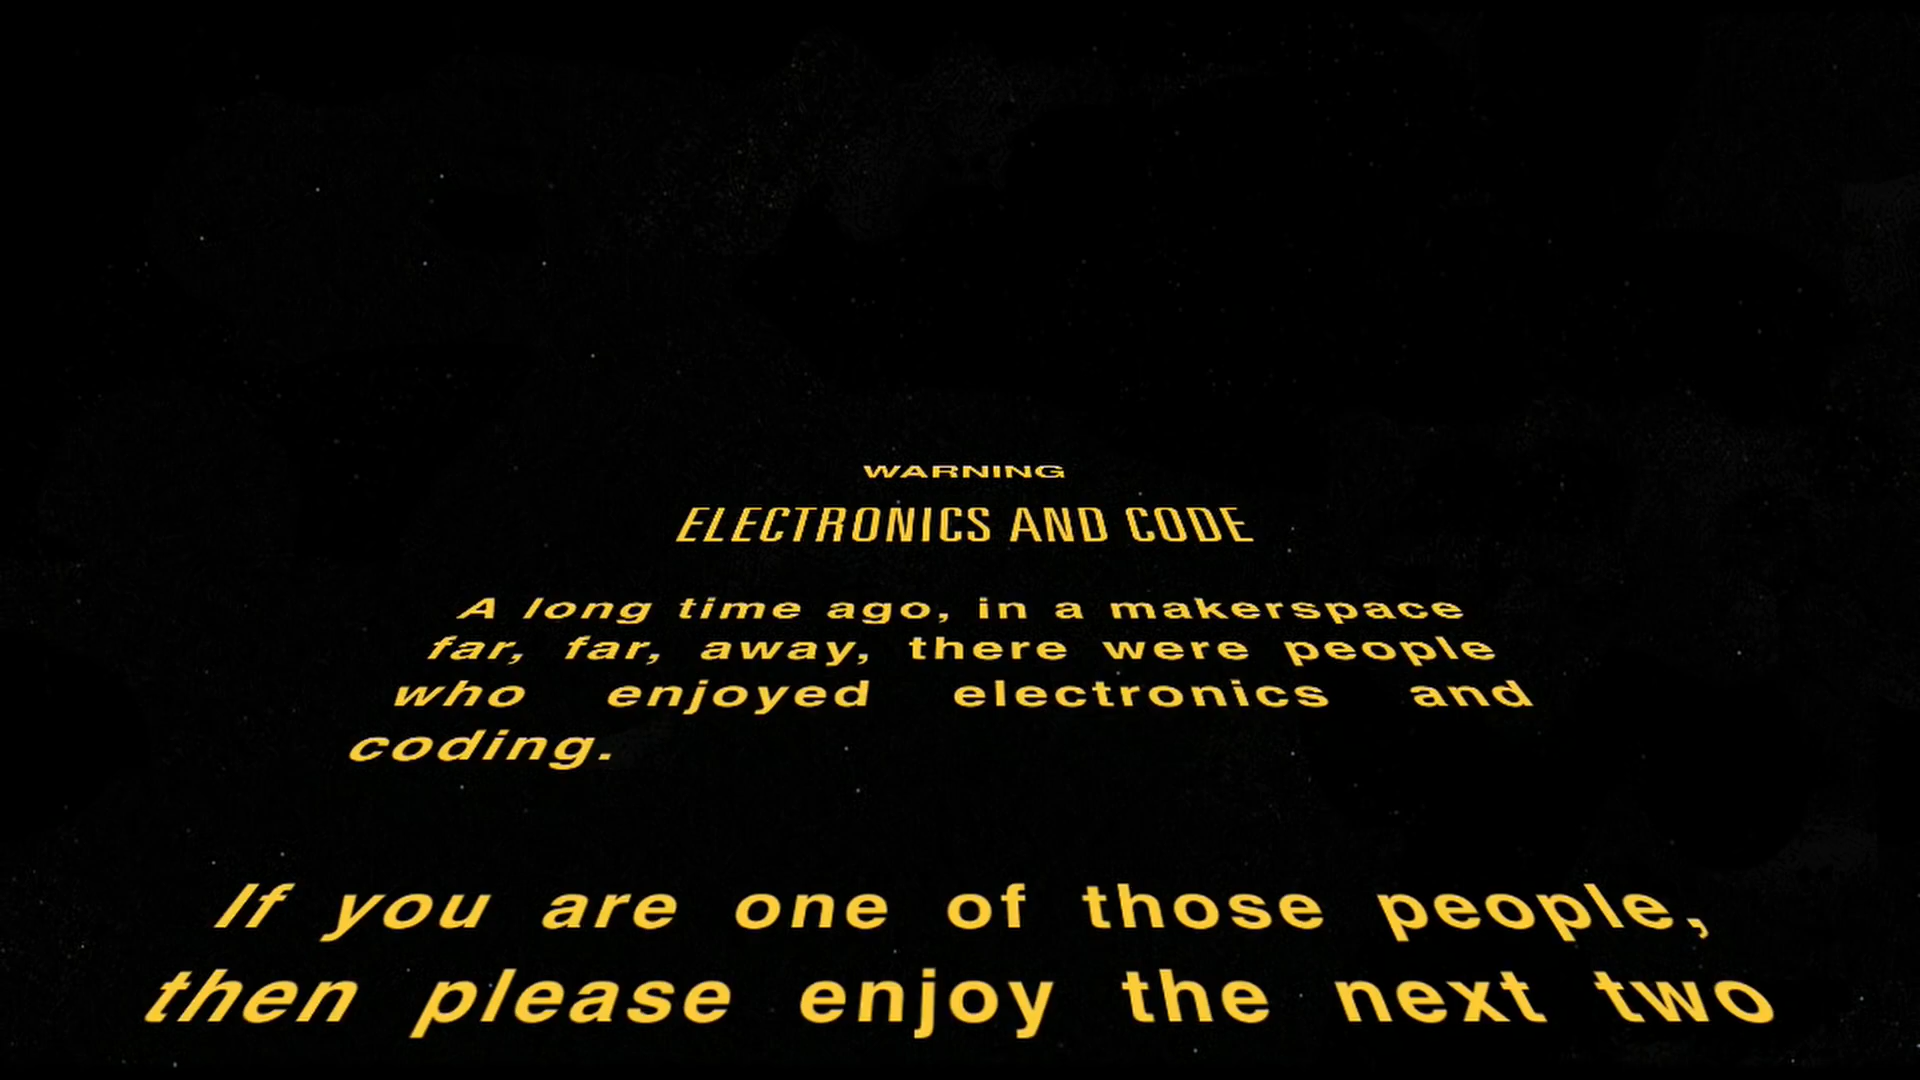 WARNING
ELECTRONICS AND CODE
A long time ago, in a makerspace
far, far, away, there were people
who enjoyed electronics and
coding.
If you are one of those people,
then please enjoy the next two